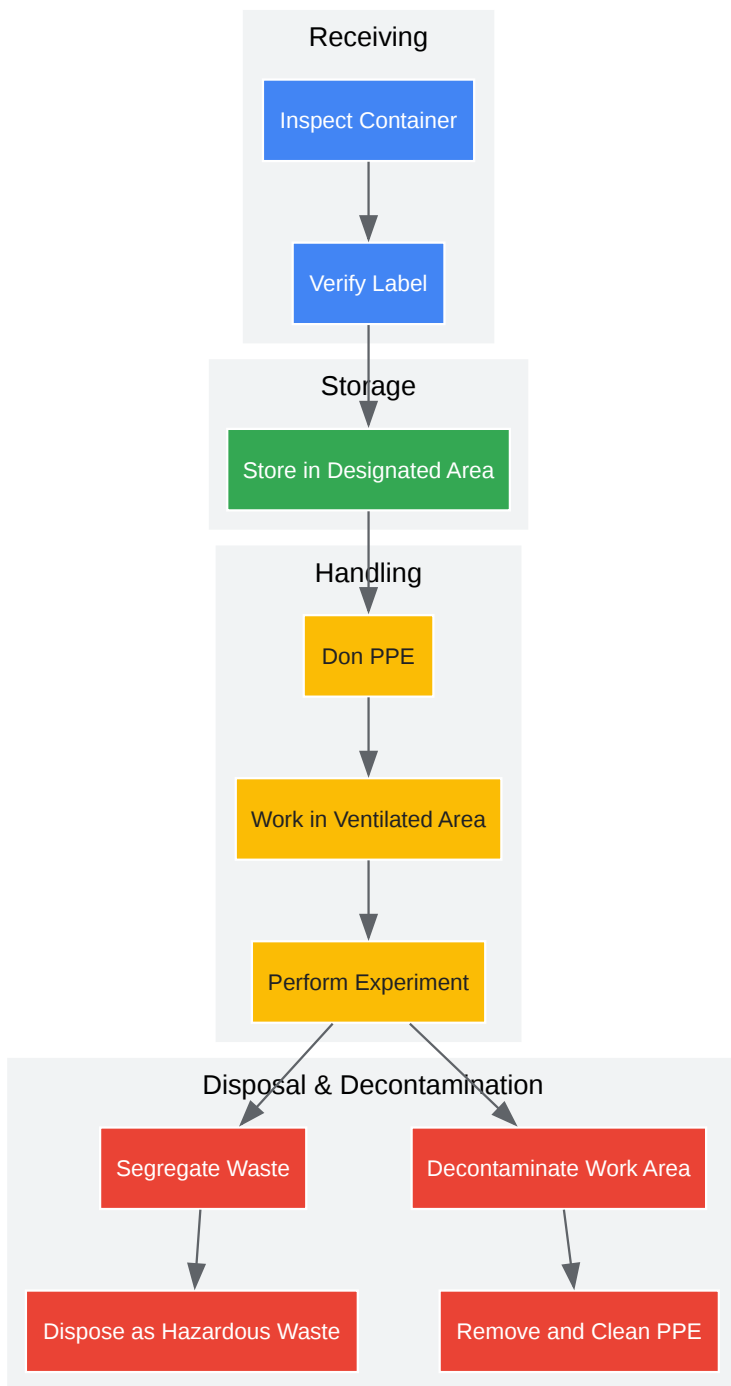 Receiving
Inspect Container
Verify Label
Storage
Store in Designated Area
Handling
Don PPE
Work in Ventilated Area
Perform Experiment
Disposal & Decontamination
Segregate Waste
Decontaminate Work Area
Dispose as Hazardous Waste
Remove and Clean PPE